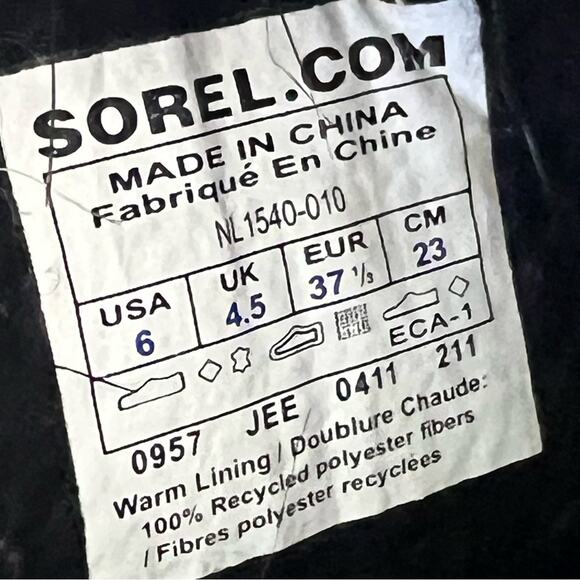 SOREL.COM
MADE IN CHINA
Fabriqué En Chine
NL1540-010
USA UK EUR CM
6 4.5 37 1/3 23
ECA-1
0957 JEE 0411 211
Warm Lining / Doublure Chaude:
100% Recycled polyester fibers
/ Fibres polyester recyclées